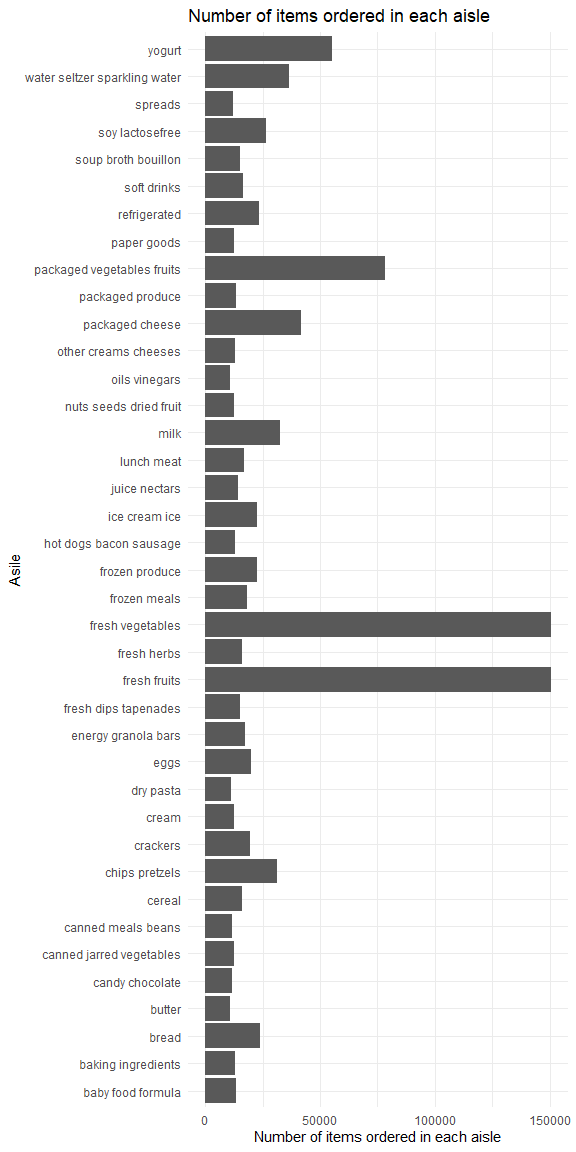 Number of items ordered in each aisle
yogurt
water seltzer sparkling water
spreads
soy lactosefree
soup broth bouillon
soft drinks
refrigerated
paper goods
packaged vegetables fruits
packaged produce
packaged cheese
other creams cheeses
oils vinegars
nuts seeds dried fruit
milk
lunch meat
juice nectars
ice cream ice
hot dogs bacon sausage
Asile
frozen produce
frozen meals
fresh vegetables
fresh herbs
fresh fruits
fresh dips tapenades
energy granola bars
eggs
dry pasta
cream
crackers
chips pretzels
cereal
canned meals beans
canned jarred vegetables
candy chocolate
butter
bread
baking ingredients
baby food formula
0 50000 100000 150000
Number of items ordered in each aisle